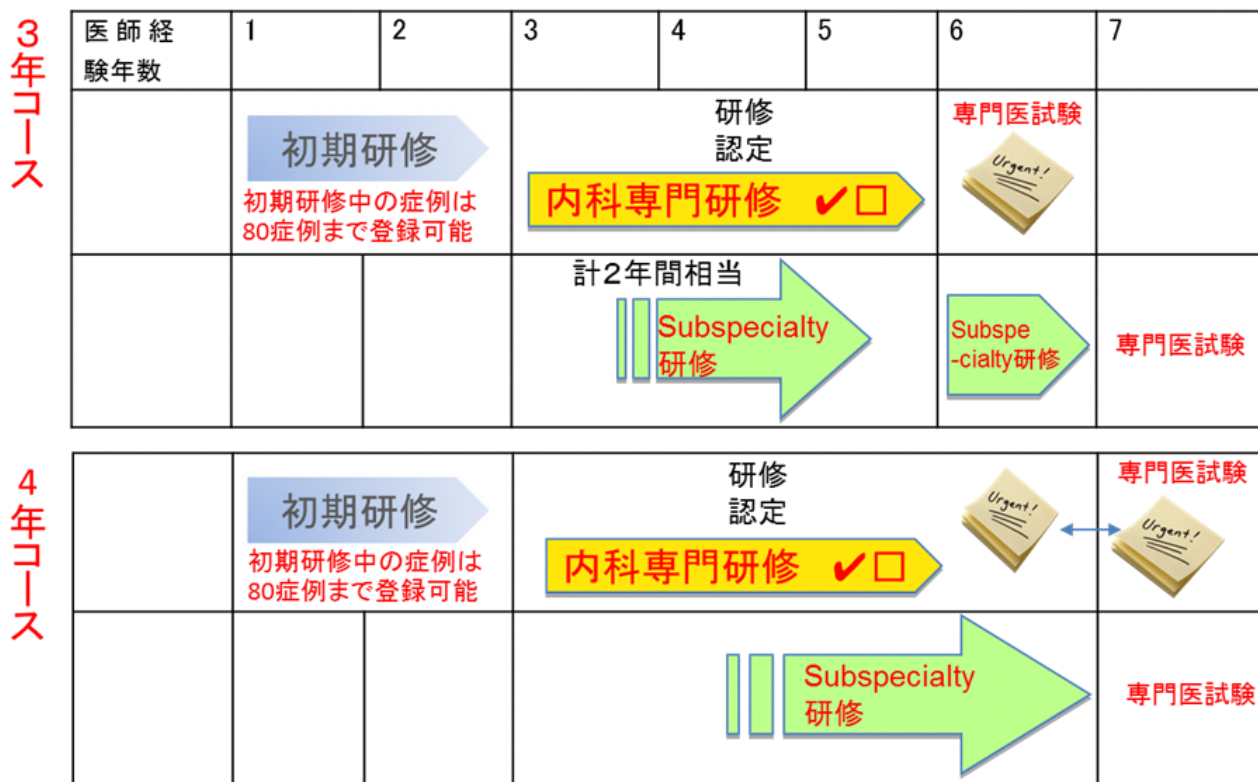 3年コース
医師経
験年数
1
2
3
4
5
6
7
初期研修
初期研修中の症例は
80症例まで登録可能
研修
認定
内科専門研修 ✔□
専門医試験
Urgent!
計2年間相当
Subspecialty
研修
Subspe
-cialty研修
専門医試験
4年コース
初期研修
初期研修中の症例は
80症例まで登録可能
研修
認定
内科専門研修 ✔□
Urgent!
専門医試験
Urgent!
Subspecialty
研修
専門医試験